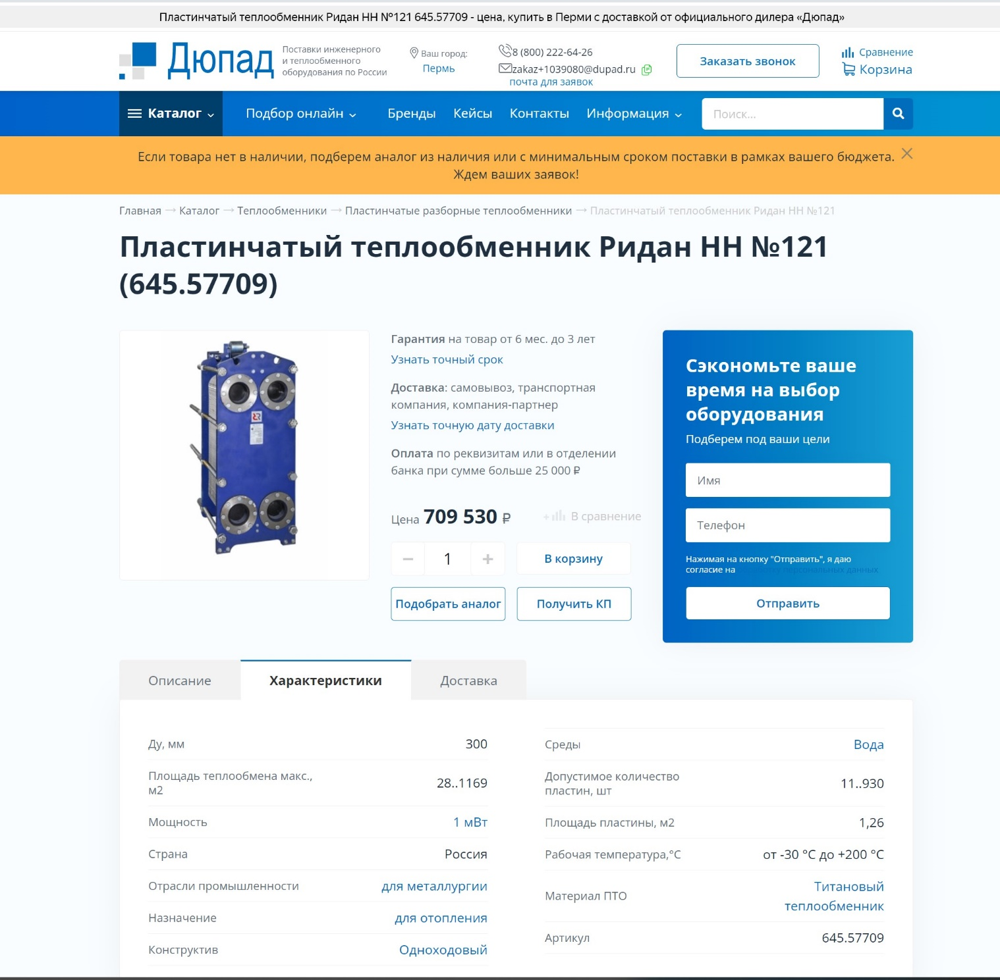 Пластинчатый теплообменник Ридан НН №121 645.57709 - цена, купить в Перми с доставкой от официального дилера «Дюпад»
Дюпад
Поставки инженерного
и теплообменного
оборудования по России
Ваш город:
Пермь
8 (800) 222-64-26
zakaz+1039080@dupad.ru
почта для заявок
Заказать звонок
Сравнение
Корзина
Каталог
Подбор онлайн
Бренды
Кейсы
Контакты
Информация
Поиск...
Если товара нет в наличии, подберем аналог из наличия или с минимальным сроком поставки в рамках вашего бюджета.
Ждем ваших заявок!
Главная → Каталог → Теплообменники → Пластинчатые разборные теплообменники → Пластинчатый теплообменник Ридан НН №121
Пластинчатый теплообменник Ридан НН №121
(645.57709)
Гарантия на товар от 6 мес. до 3 лет
Узнать точный срок
Доставка: самовывоз, транспортная
компания, компания-партнер
Узнать точную дату доставки
Оплата по реквизитам или в отделении
банка при сумме больше 25 000 ₽
Цена 709 530 ₽
В сравнение
− 1 +
В корзину
Подобрать аналог
Получить КП
Сэкономьте ваше
время на выбор
оборудования
Подберем под ваши цели
Имя
Телефон
Нажимая на кнопку "Отправить", я даю
согласие на обработку персональных данных
Отправить
Описание
Характеристики
Доставка
Ду, мм 300
Площадь теплообмена макс.,
м2 28..1169
Мощность 1 мВт
Страна Россия
Отрасли промышленности для металлургии
Назначение для отопления
Конструктив Одноходовый
Среды Вода
Допустимое количество
пластин, шт 11..930
Площадь пластины, м2 1,26
Рабочая температура,°C от -30 °C до +200 °C
Материал ПТО Титановый
теплообменник
Артикул 645.57709